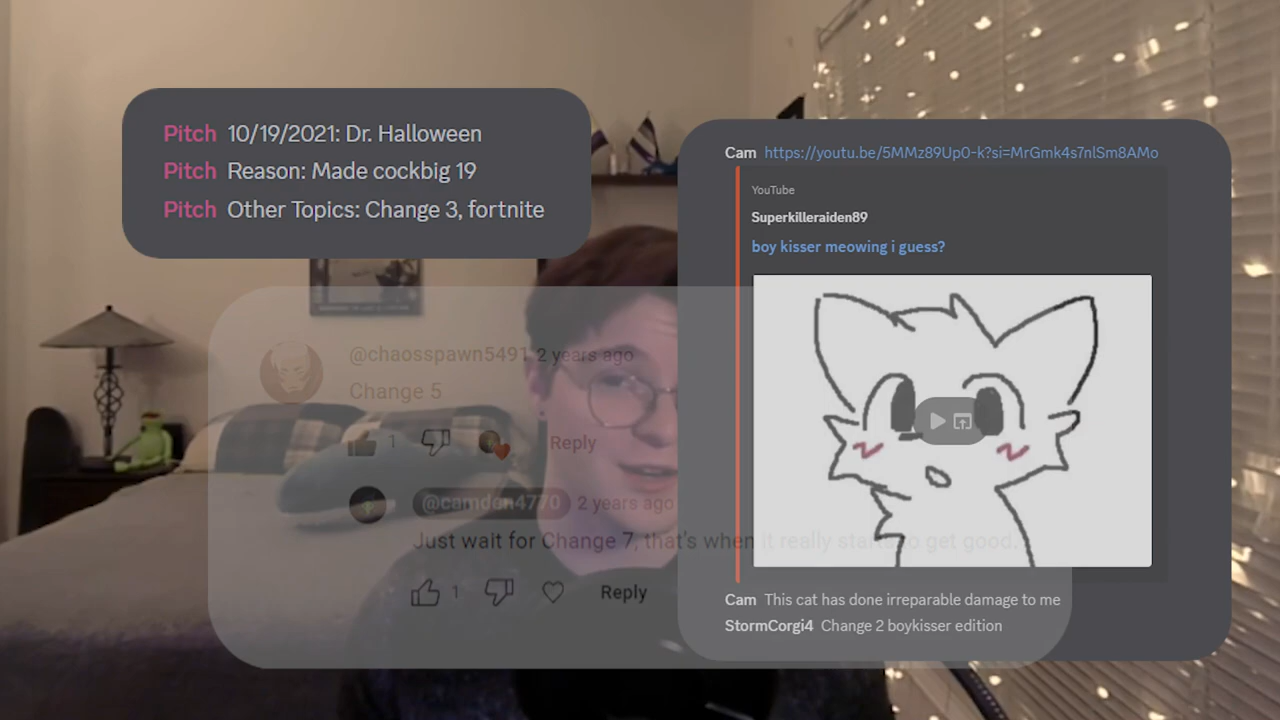 Pitch 10/19/2021: Dr. Halloween
Pitch Reason: Made cockbig 19
Pitch Other Topics: Change 3, fortnite
Cam https://youtu.be/5MMz89Up0-k?si=MrGmk4s7nlSm8AMo
YouTube
Superkilleraiden89
boy kisser meowing i guess?
Cam This cat has done irreparable damage to me
StormCorgi4 Change 2 boykisser edition
@chaosspawn5491 2 years ago
Change 5
1 Reply
@camden4770 2 years ago
Just wait for Change 7, that's when it really starts to get good.
1 Reply